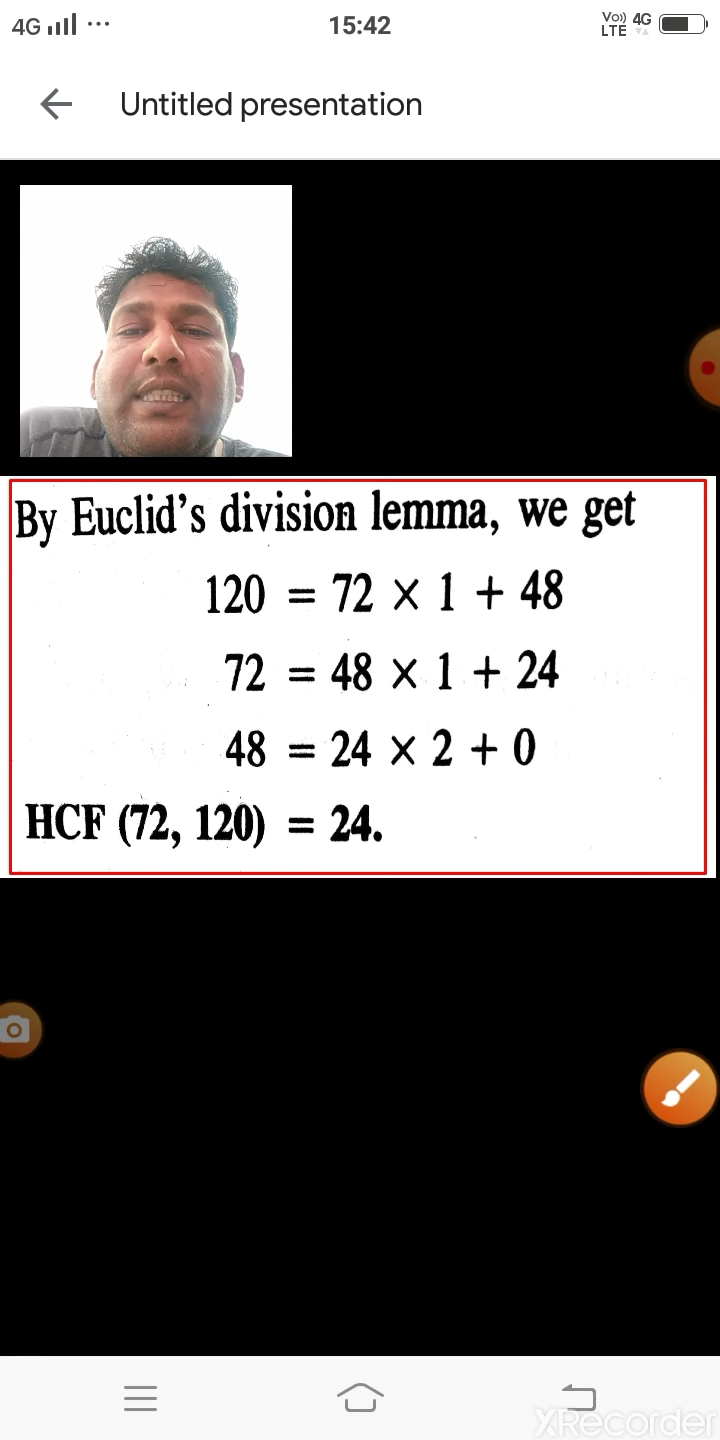 4G ... 15:42 Vo)) LTE 4G
Untitled presentation
By Euclid's division lemma, we get
120 = 72 × 1 + 48
72 = 48 × 1 + 24
48 = 24 × 2 + 0
HCF (72, 120) = 24.
XRecorder